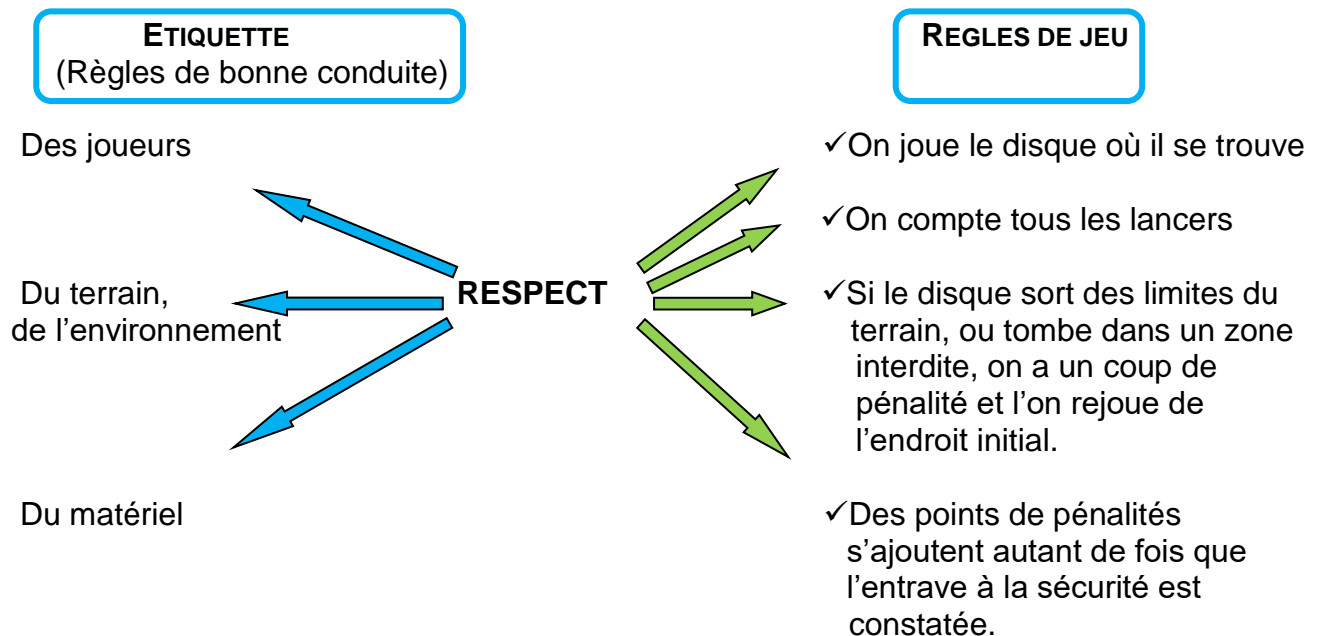 ETIQUETTE
(Règles de bonne conduite)
REGLES DE JEU
Des joueurs
Du terrain,
de l’environnement
Du matériel
RESPECT
✓On joue le disque où il se trouve
✓On compte tous les lancers
✓Si le disque sort des limites du
terrain, ou tombe dans un zone
interdite, on a un coup de
pénalité et l’on rejoue de
l’endroit initial.
✓Des points de pénalités
s’ajoutent autant de fois que
l’entrave à la sécurité est
constatée.